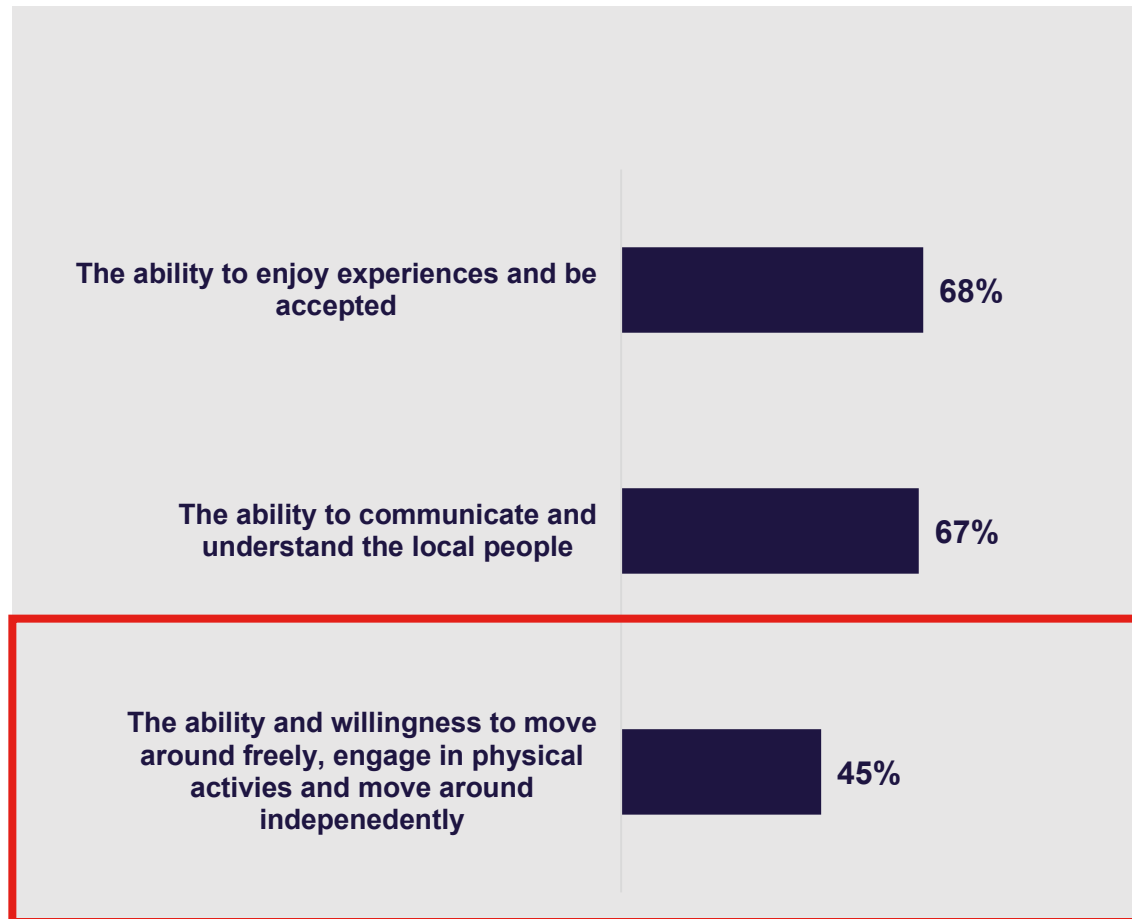 The ability to enjoy experiences and be
accepted
68%
The ability to communicate and
understand the local people
67%
The ability and willingness to move
around freely, engage in physical
activies and move around
indepenedently
45%